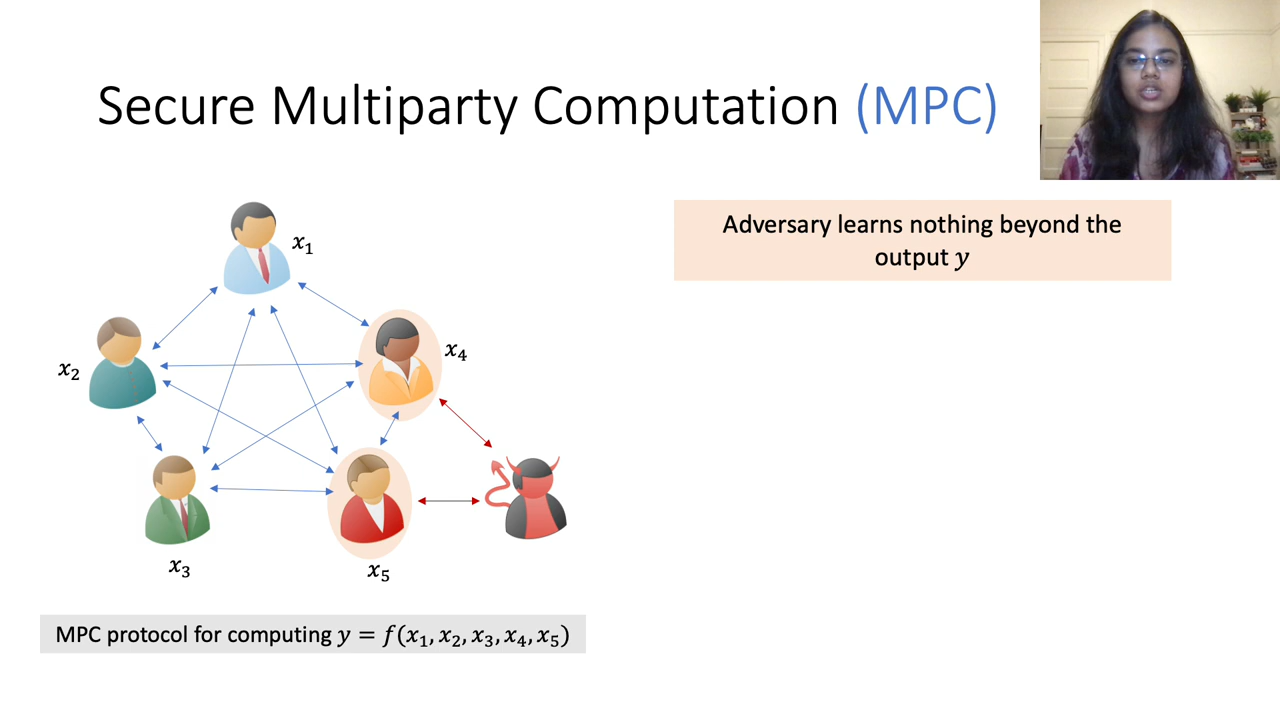 Secure Multiparty Computation (MPC)
Adversary learns nothing beyond the
output 𝑦
𝑥₁
𝑥₄
𝑥₂
𝑥₃
𝑥₅
MPC protocol for computing 𝑦 = 𝑓(𝑥₁, 𝑥₂, 𝑥₃, 𝑥₄, 𝑥₅)